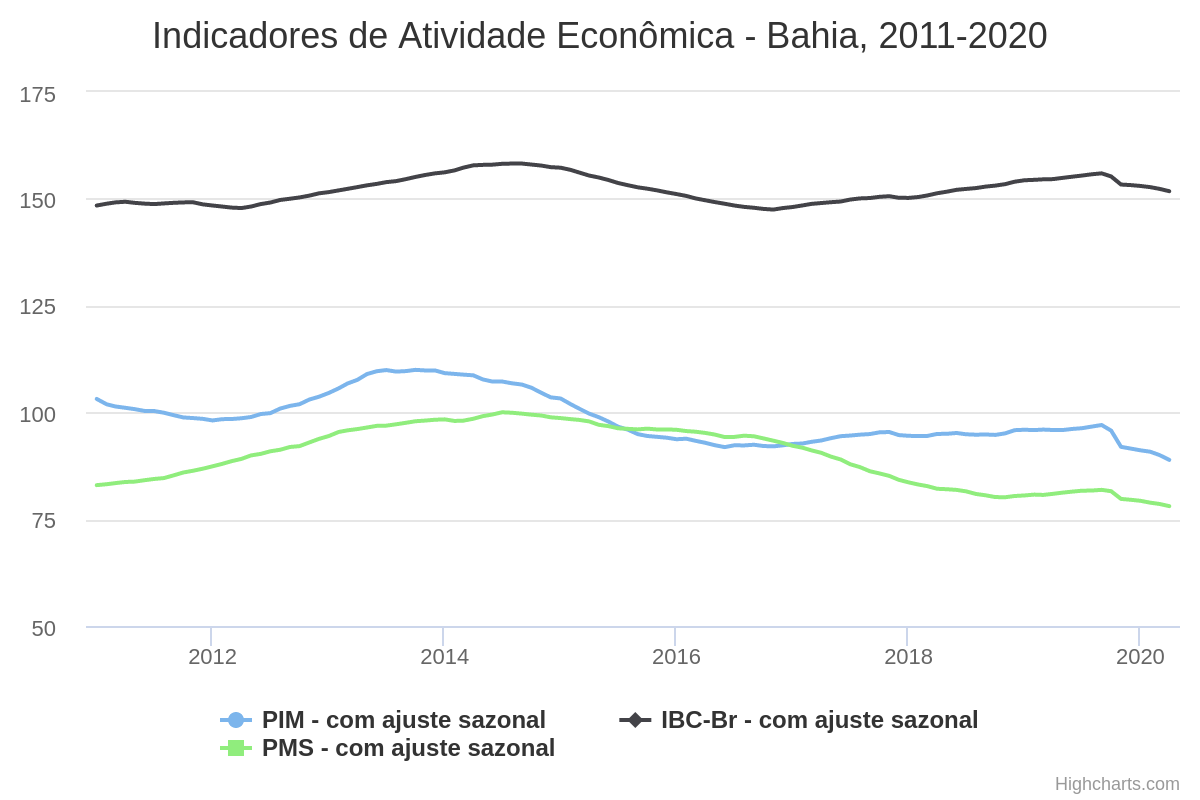 Indicadores de Atividade Econômica - Bahia, 2011-2020
175
150
125
100
75
50
2012 2014 2016 2018 2020
PIM - com ajuste sazonal IBC-Br - com ajuste sazonal
PMS - com ajuste sazonal
Highcharts.com